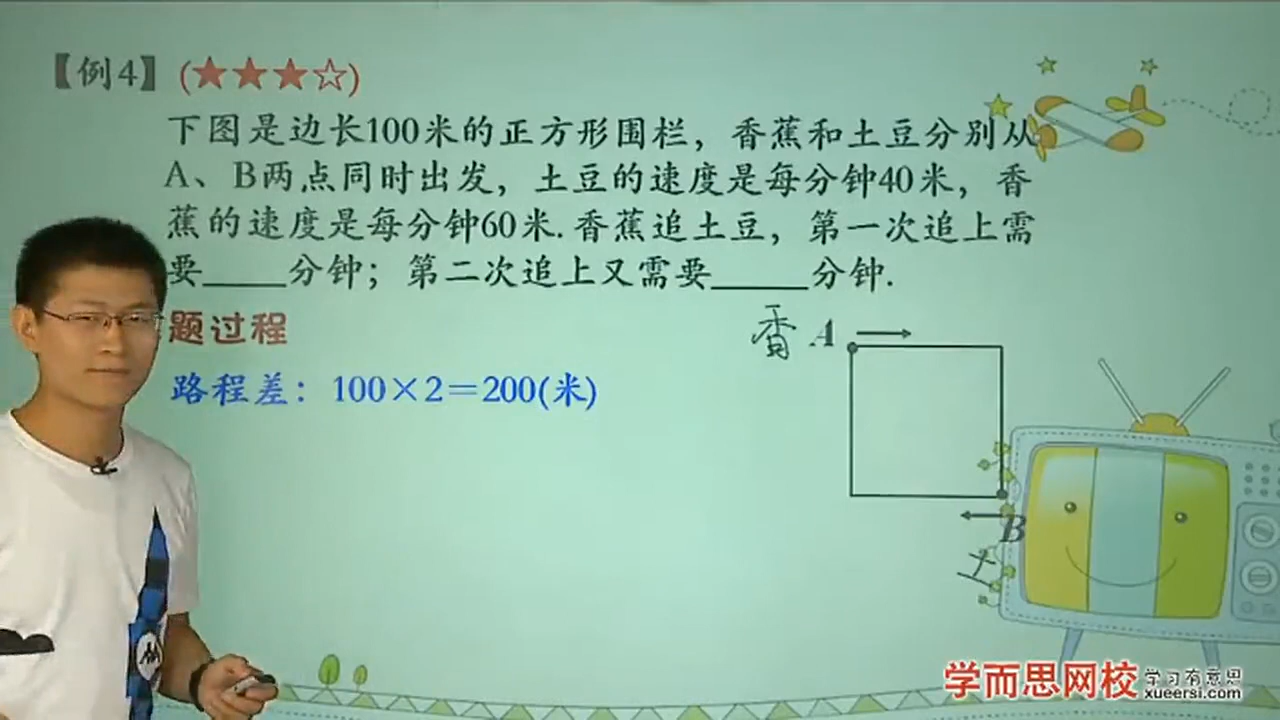 【例4】(★★★☆)
下图是边长100米的正方形围栏，香蕉和土豆分别从
A、B两点同时出发，土豆的速度是每分钟40米，香
蕉的速度是每分钟60米.香蕉追土豆，第一次追上需
要____分钟；第二次追上又需要_____分钟.
题过程
香 A
路程差：100×2=200(米)
B
土
学而思网校 学习有意思
xueersi.com